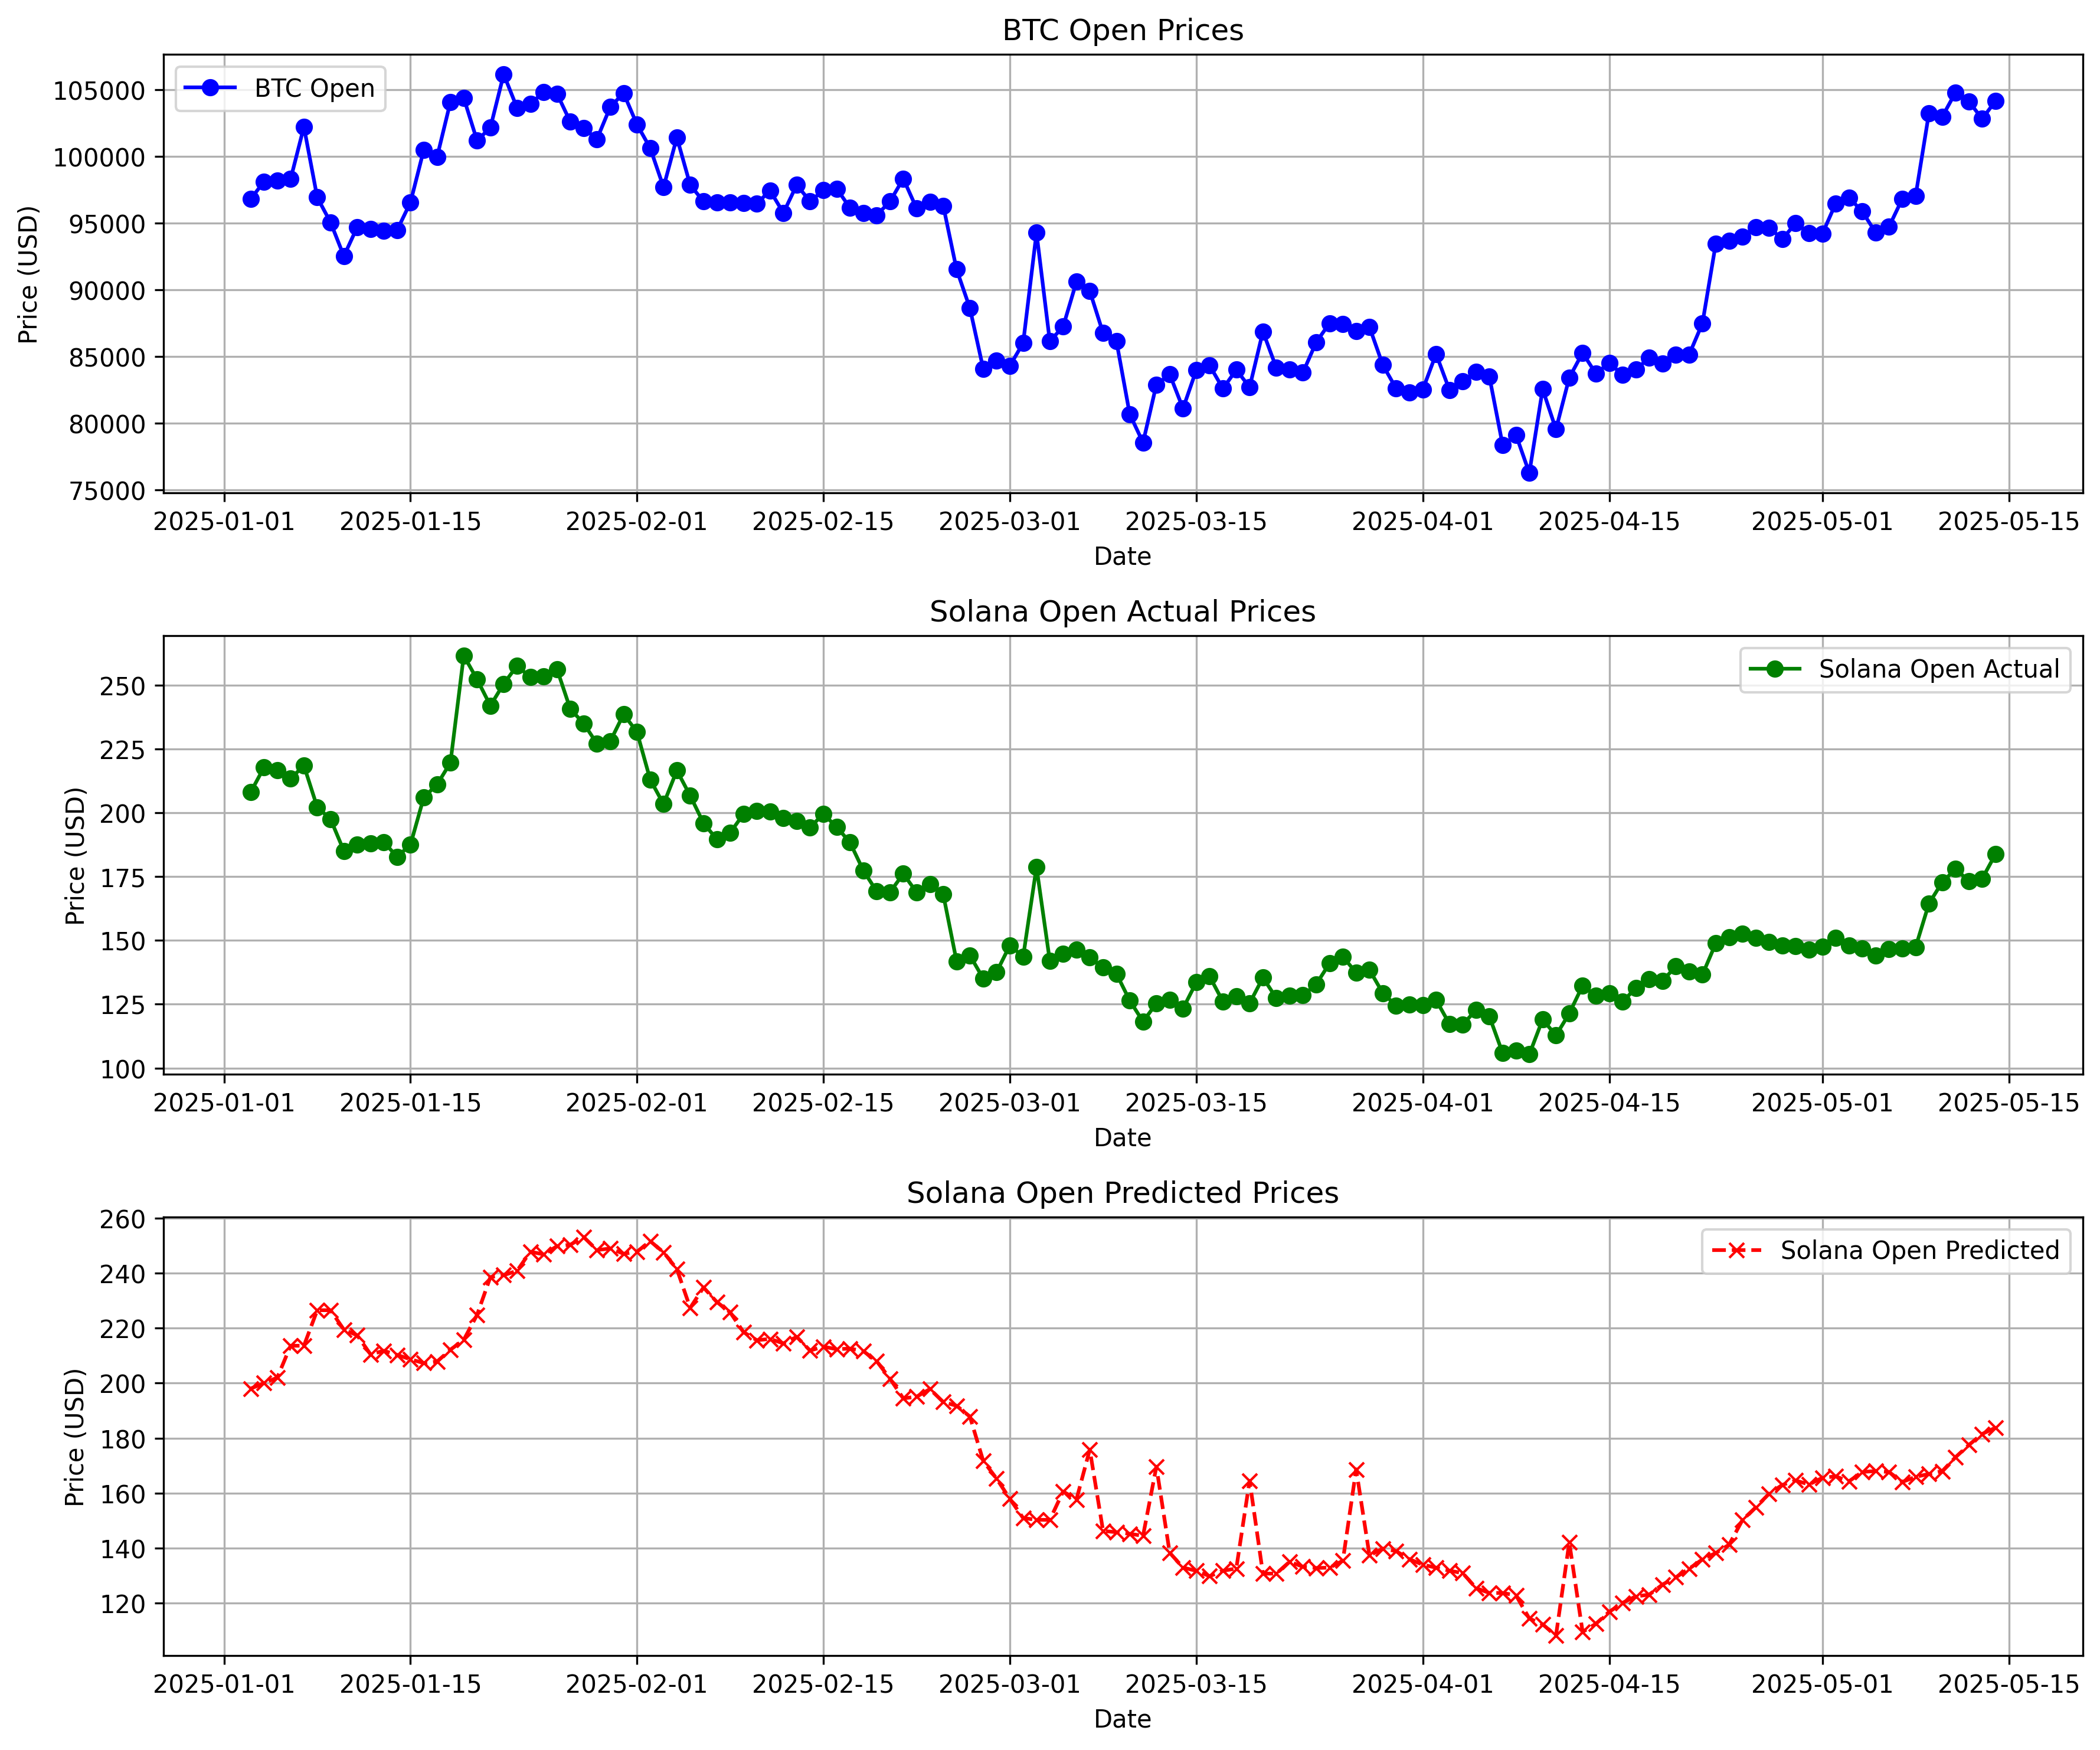 BTC Open Prices
BTC Open
105000
100000
95000
90000
85000
80000
75000
Price (USD)
2025-01-01 2025-01-15 2025-02-01 2025-02-15 2025-03-01 2025-03-15 2025-04-01 2025-04-15 2025-05-01 2025-05-15
Date
Solana Open Actual Prices
Solana Open Actual
250
225
200
175
150
125
100
Price (USD)
2025-01-01 2025-01-15 2025-02-01 2025-02-15 2025-03-01 2025-03-15 2025-04-01 2025-04-15 2025-05-01 2025-05-15
Date
Solana Open Predicted Prices
Solana Open Predicted
260
240
220
200
180
160
140
120
Price (USD)
2025-01-01 2025-01-15 2025-02-01 2025-02-15 2025-03-01 2025-03-15 2025-04-01 2025-04-15 2025-05-01 2025-05-15
Date